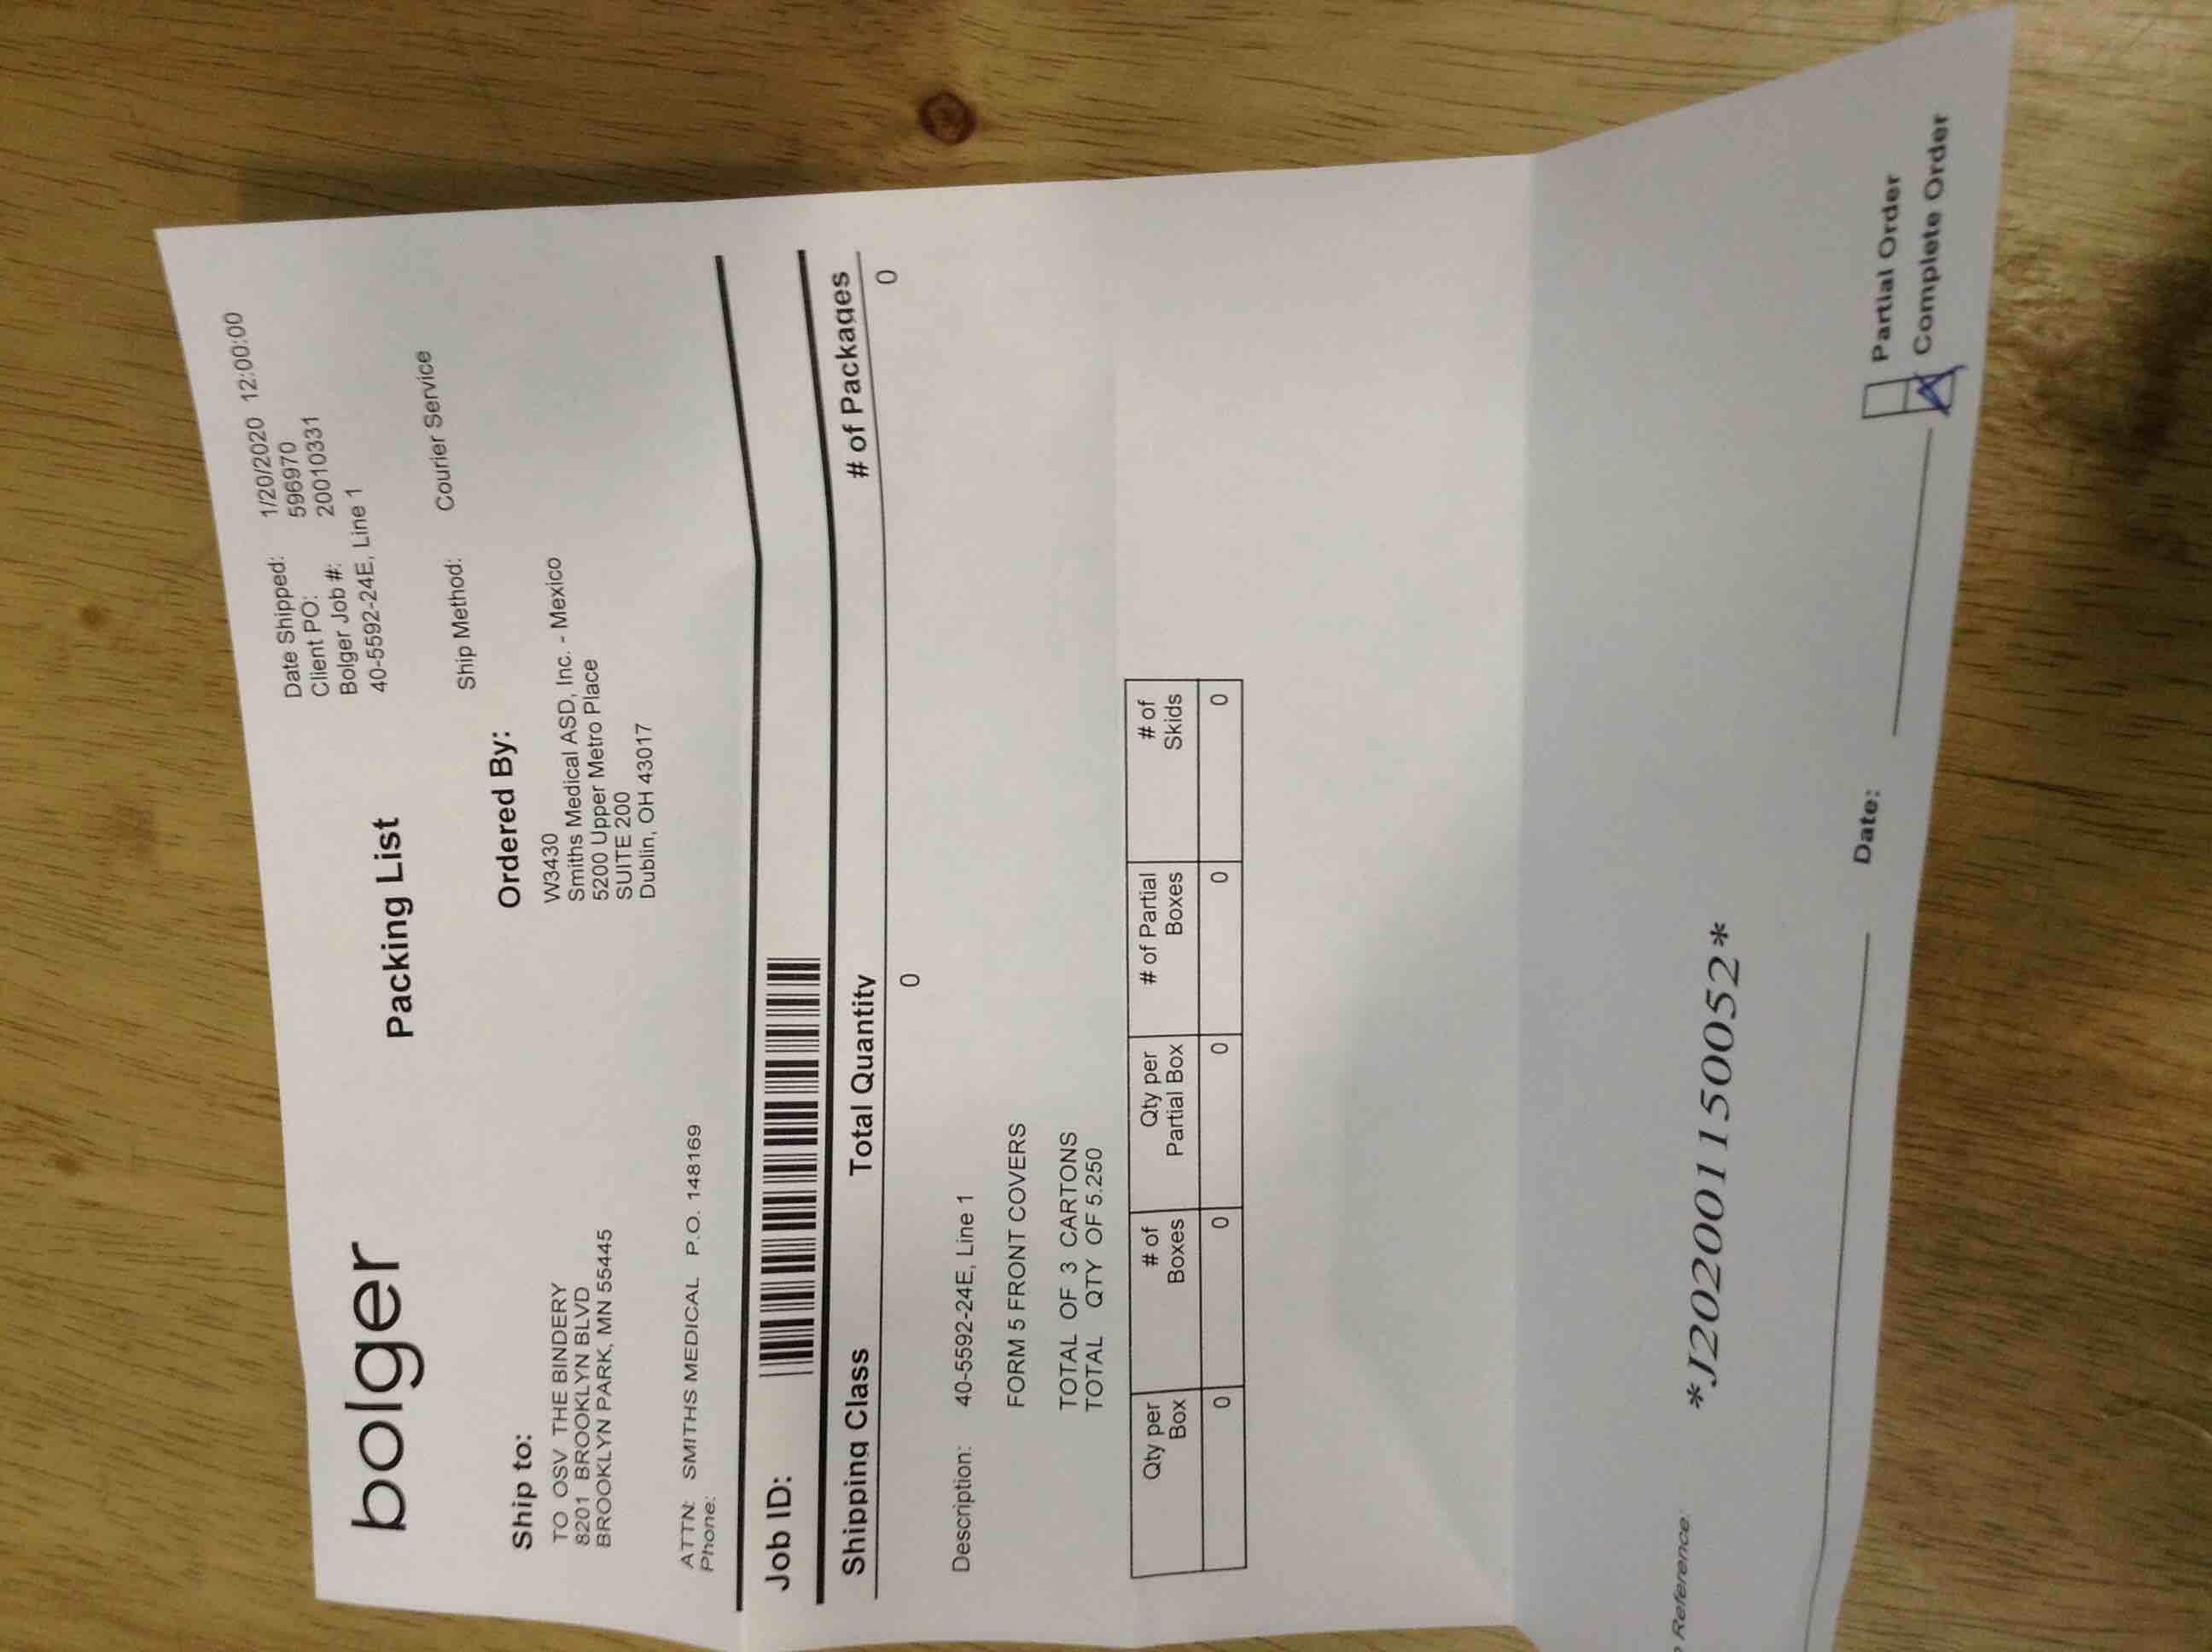 bolger
Packing List
Date Shipped: 1/20/2020 12:00:00
Client PO: 596970
Bolger Job #: 20010331
40-5592-24E, Line 1
Ship Method: Courier Service
Ship to:
TO OSV THE BINDERY
8201 BROOKLYN BLVD
BROOKLYN PARK, MN 55445
ATTN: SMITHS MEDICAL P.O. 148169
Phone:
Ordered By:
W3430
Smiths Medical ASD, Inc. - Mexico
5200 Upper Metro Place
SUITE 200
Dublin, OH 43017
Job ID:
Shipping Class Total Quantity # of Packages
0 0
Description: 40-5592-24E, Line 1
FORM 5 FRONT COVERS
TOTAL OF 3 CARTONS
TOTAL QTY OF 5.250
Qty per Box # of Boxes Qty per Partial Box # of Partial Boxes # of Skids
0 0 0 0 0
Reference: *J202001150052*
Date:
Partial Order
Complete Order